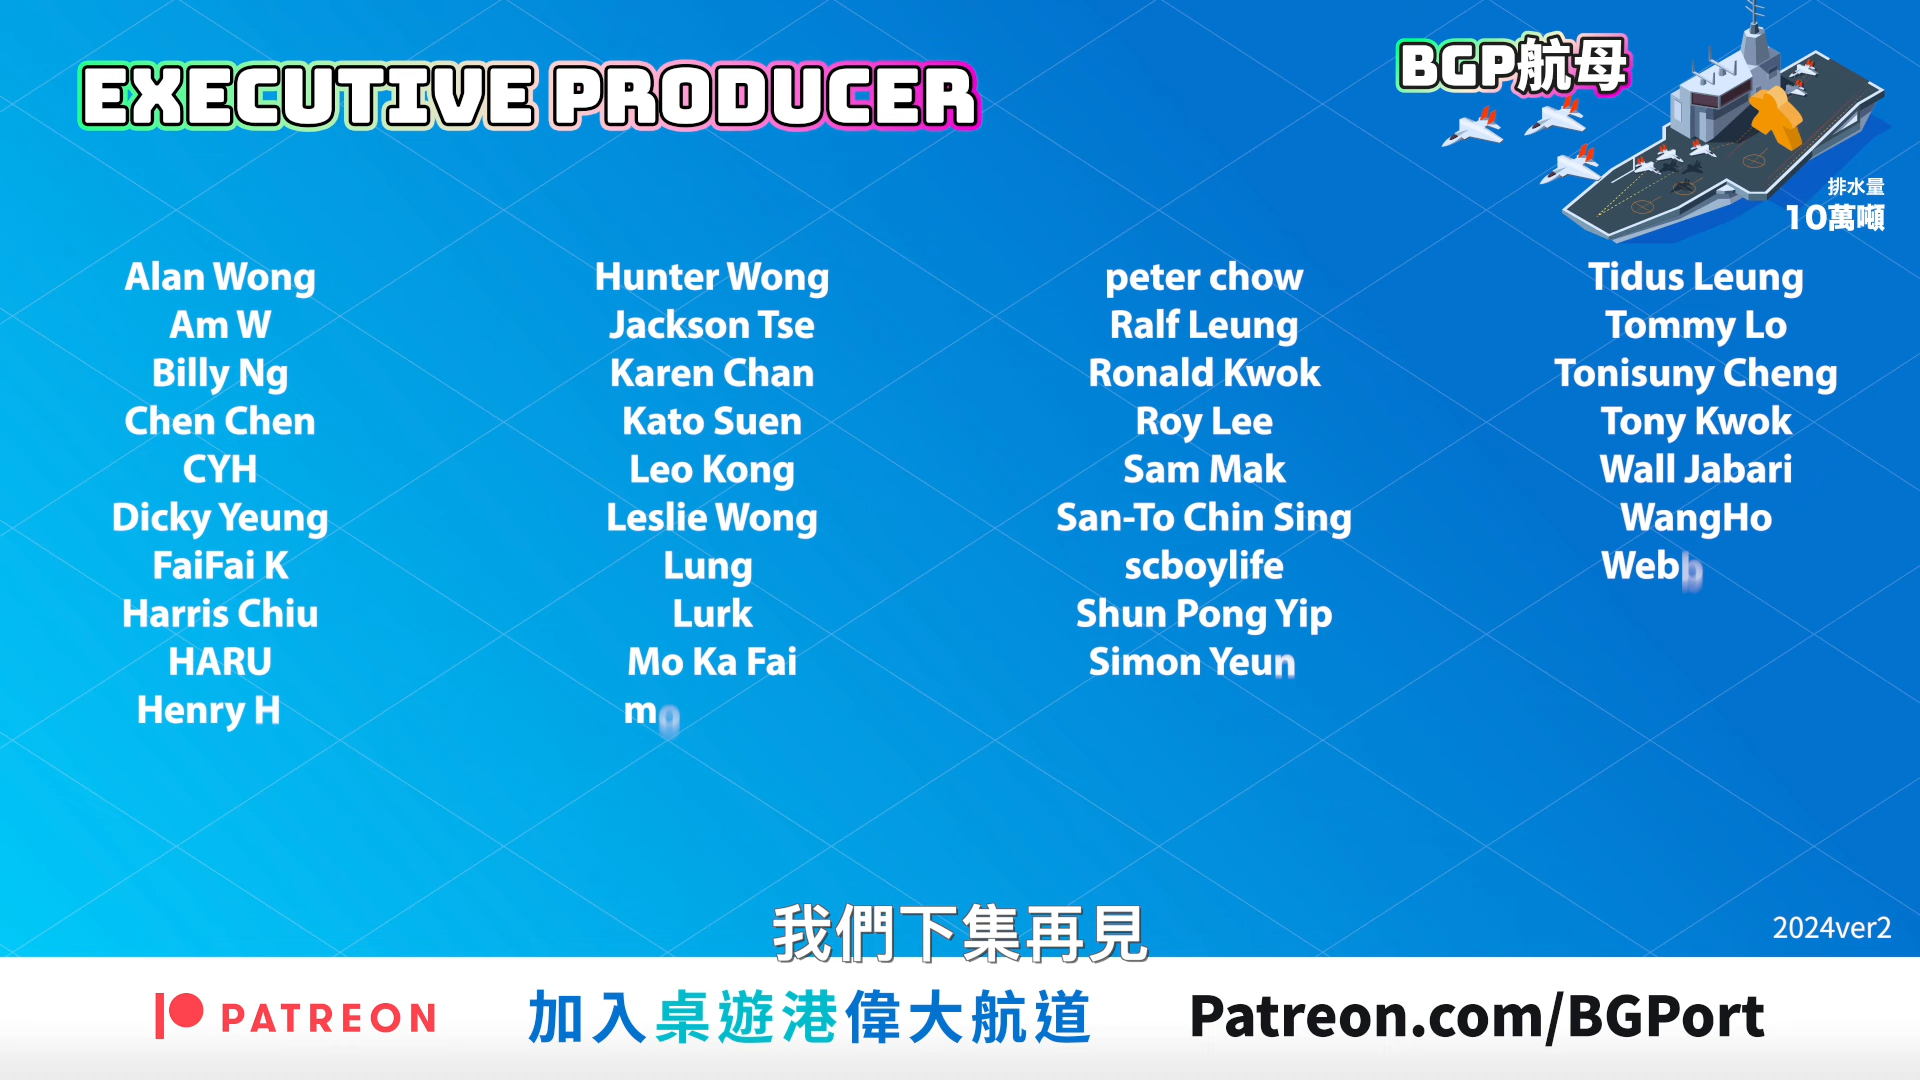 EXECUTIVE PRODUCER
BGP航母
排水量
10萬噸
Alan Wong
Am W
Billy Ng
Chen Chen
CYH
Dicky Yeung
FaiFai K
Harris Chiu
HARU
Henry H
Hunter Wong
Jackson Tse
Karen Chan
Kato Suen
Leo Kong
Leslie Wong
Lung
Lurk
Mo Ka Fai
mo
peter chow
Ralf Leung
Ronald Kwok
Roy Lee
Sam Mak
San-To Chin Sing
scboylife
Shun Pong Yip
Simon Yeun
Tidus Leung
Tommy Lo
Tonisuny Cheng
Tony Kwok
Wall Jabari
WangHo
Webb
我們下集再見
2024ver2
PATREON
加入桌遊港偉大航道
Patreon.com/BGPort